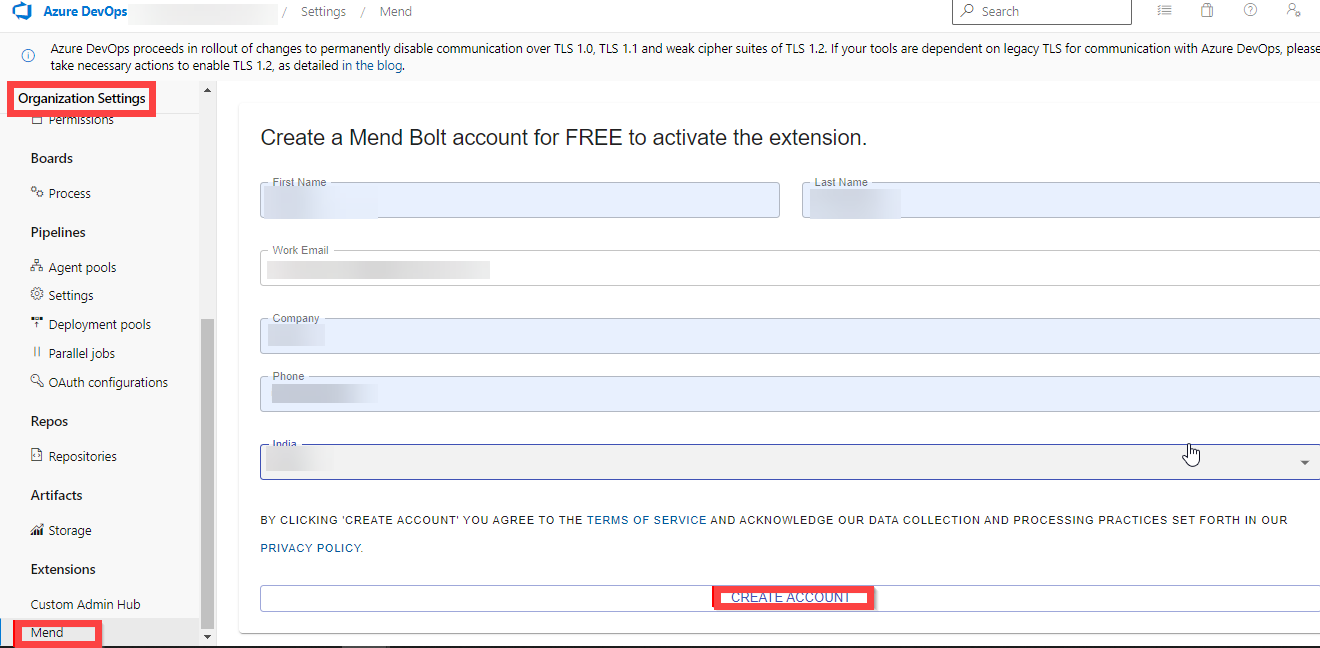 Azure DevOps / Settings / Mend
Search
Azure DevOps proceeds in rollout of changes to permanently disable communication over TLS 1.0, TLS 1.1 and weak cipher suites of TLS 1.2. If your tools are dependent on legacy TLS for communication with Azure DevOps, please
take necessary actions to enable TLS 1.2, as detailed in the blog.
Organization Settings
Permissions
Boards
Process
Pipelines
Agent pools
Settings
Deployment pools
Parallel jobs
OAuth configurations
Repos
Repositories
Artifacts
Storage
Extensions
Custom Admin Hub
Mend
Create a Mend Bolt account for FREE to activate the extension.
First Name
Last Name
Work Email
Company
Phone
India
BY CLICKING 'CREATE ACCOUNT' YOU AGREE TO THE TERMS OF SERVICE AND ACKNOWLEDGE OUR DATA COLLECTION AND PROCESSING PRACTICES SET FORTH IN OUR
PRIVACY POLICY.
CREATE ACCOUNT